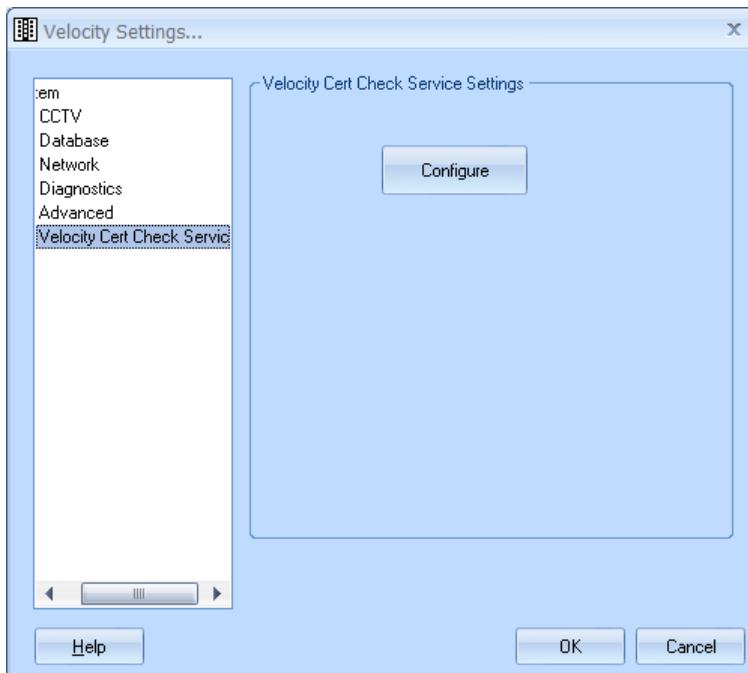 Velocity Settings...
x
:em
CCTV
Database
Network
Diagnostics
Advanced
Velocity Cert Check Servic
Velocity Cert Check Service Settings
Configure
Help
OK
Cancel